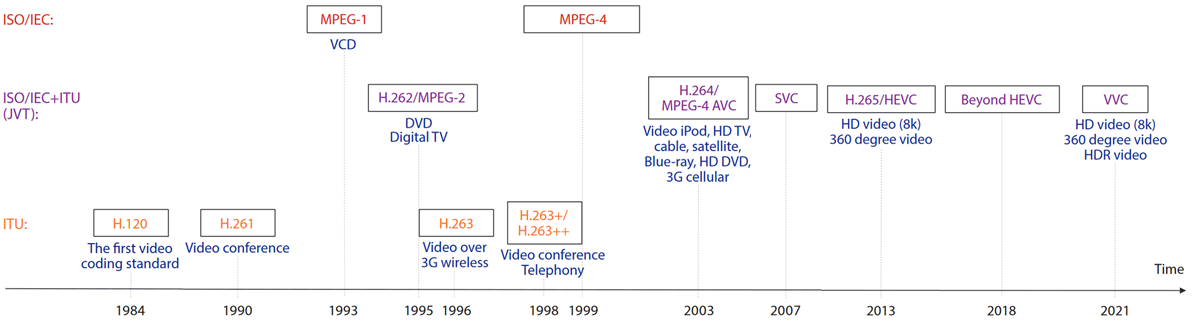 ISO/IEC:
MPEG-1
MPEG-4
VCD
ISO/IEC+ITU
(JVT):
H.262/MPEG-2
DVD
Digital TV
H.264/
MPEG-4 AVC
Video iPod, HD TV,
cable, satellite,
Blue-ray, HD DVD,
3G cellular
SVC
H.265/HEVC
HD video (8k)
360 degree video
Beyond HEVC
VVC
HD video (8k)
360 degree video
HDR video
ITU:
H.120
The first video
coding standard
H.261
Video conference
H.263
Video over
3G wireless
H.263+/
H.263++
Video conference
Telephony
Time
1984
1990
1993
1995
1996
1998
1999
2003
2007
2013
2018
2021